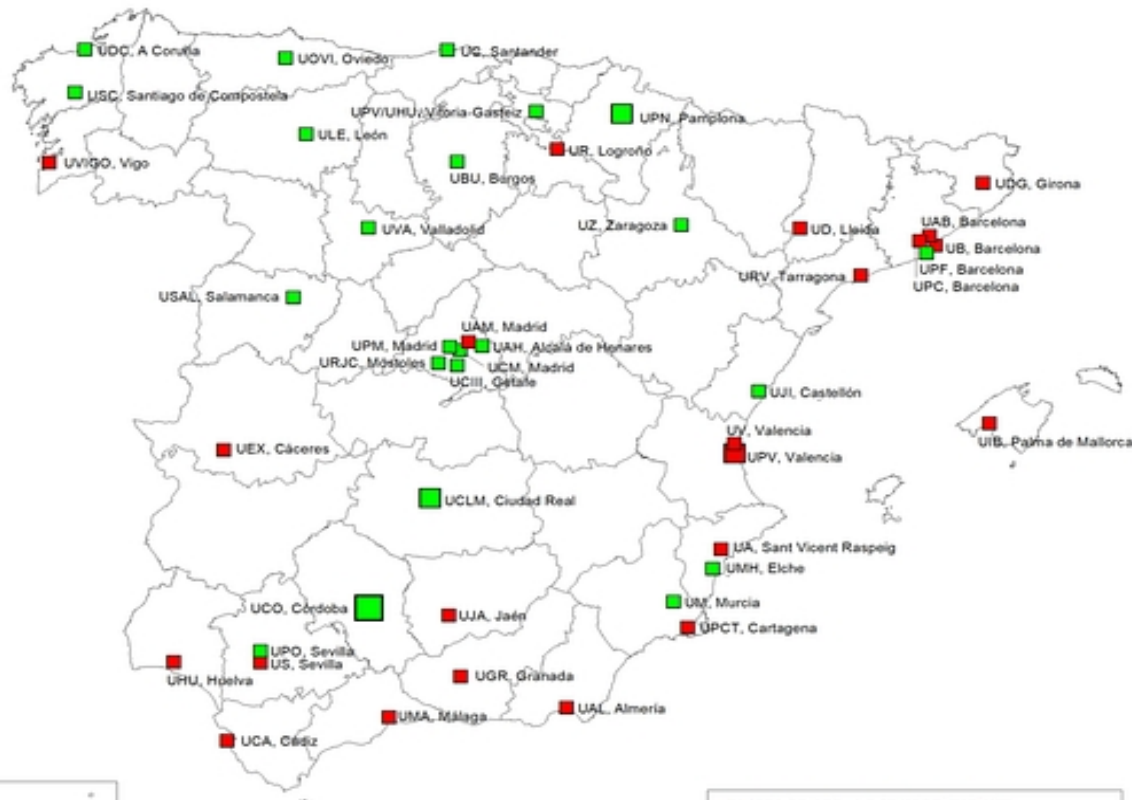 UDC, A Coruña
UOVI, Oviedo
UC, Santander
USC, Santiago de Compostela
UPV/UHU, Vitoria-Gasteiz
UPN, Pamplona
ULE, León
UR, Logroño
UVIGO, Vigo
UBU, Burgos
UDG, Girona
UAB, Barcelona
UVA, Valladolid
UZ, Zaragoza
UD, Lleida
UB, Barcelona
UPF, Barcelona
URV, Tarragona
UPC, Barcelona
USAL, Salamanca
UAM, Madrid
UPM, Madrid
UAH, Alcalá de Henares
URJC, Móstoles
UCM, Madrid
UCIII, Getafe
UJI, Castellón
UV, Valencia
UIB, Palma de Mallorca
UEX, Cáceres
UPV, Valencia
UCLM, Ciudad Real
UA, Sant Vicent Raspeig
UMH, Elche
UM, Murcia
UCO, Córdoba
UJA, Jaén
UPCT, Cartagena
UPO, Sevilla
US, Sevilla
UHU, Huelva
UGR, Granada
UAL, Almería
UMA, Málaga
UCA, Cádiz